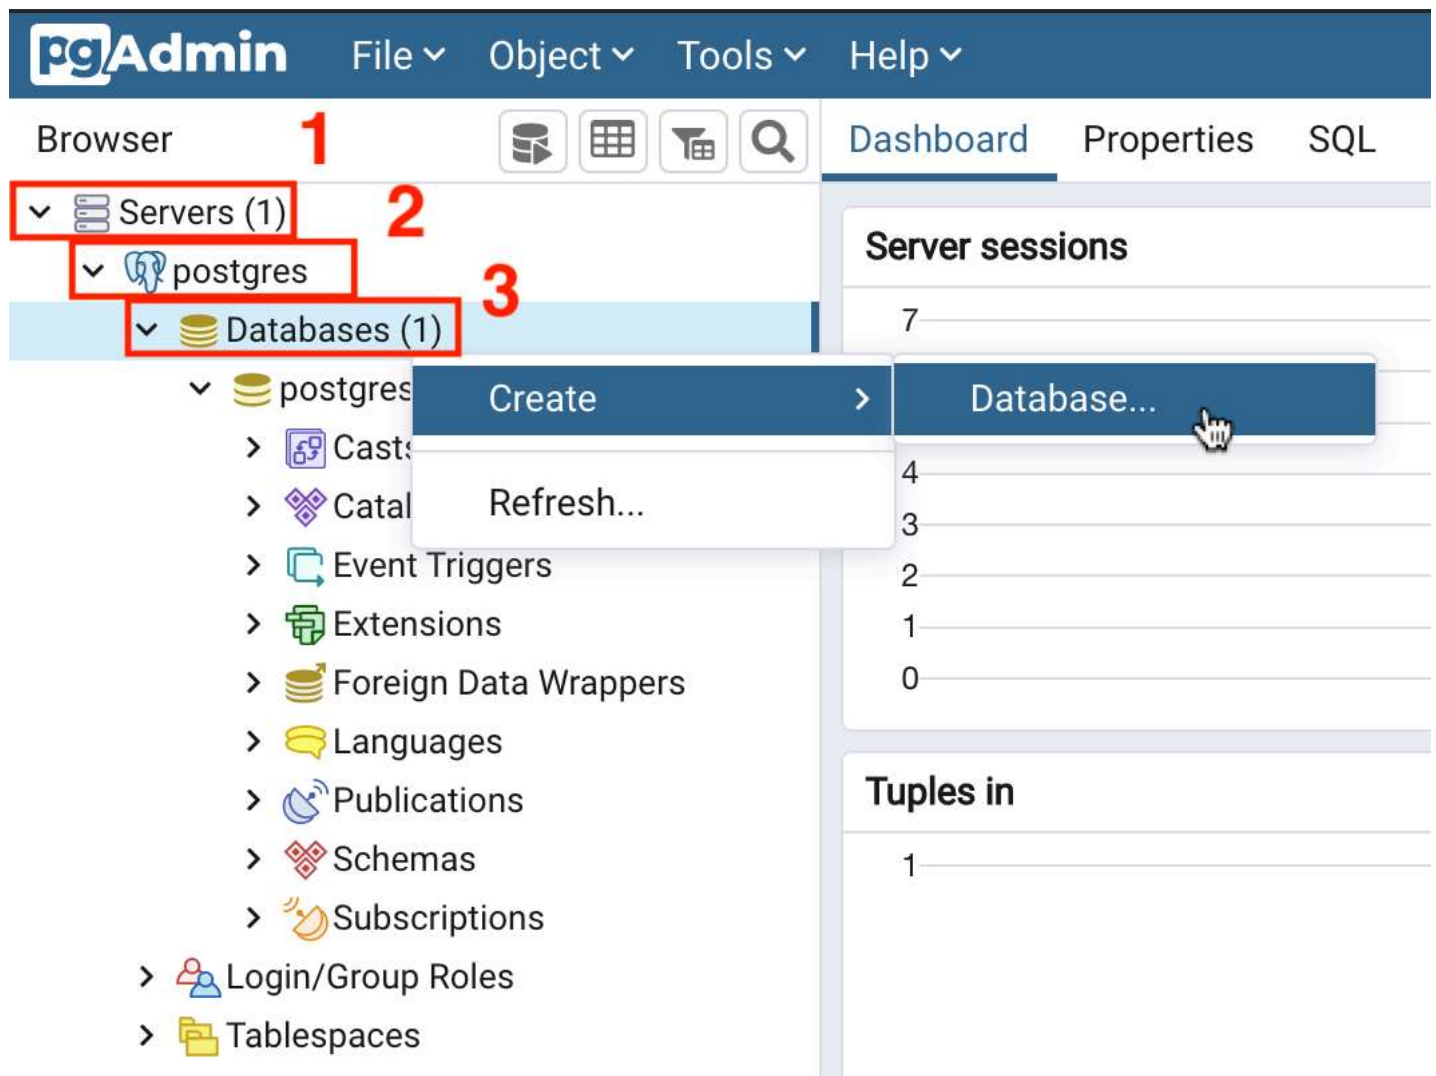 pgAdmin File Object Tools Help
Browser 1 Dashboard Properties SQL
Servers (1) 2
postgres 3
Databases (1)
postgres
Create Database...
Casts
Refresh...
Event Triggers
Extensions
Foreign Data Wrappers
Languages
Publications
Schemas
Subscriptions
Login/Group Roles
Tablespaces
Server sessions
7
4
3
2
1
0
Tuples in
1